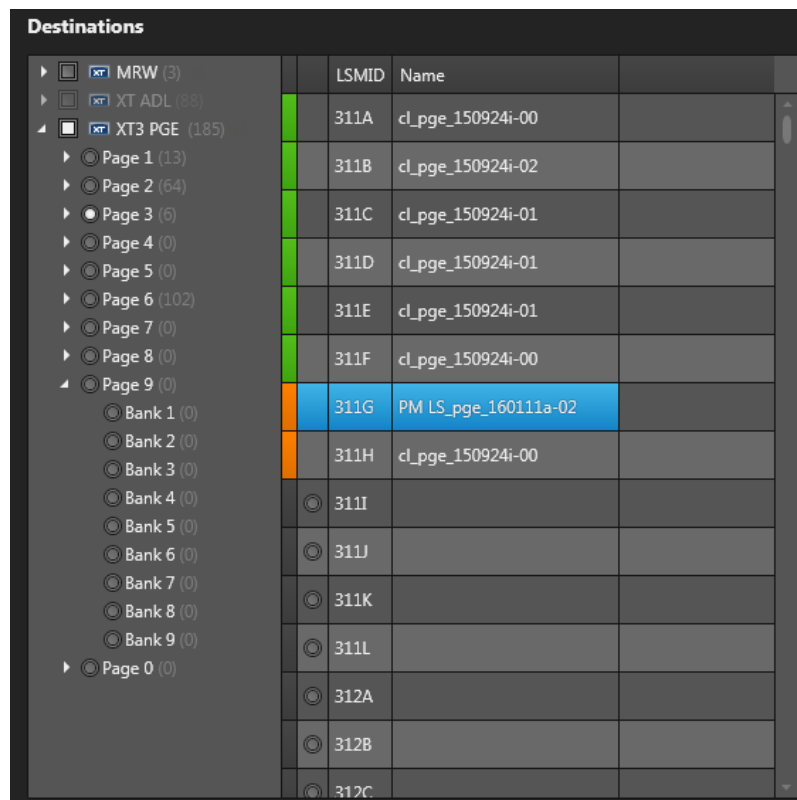 Destinations
XT MRW (3)
XT XT ADL (88)
XT XT3 PGE (185)
Page 1 (13)
Page 2 (64)
Page 3 (6)
Page 4 (0)
Page 5 (0)
Page 6 (102)
Page 7 (0)
Page 8 (0)
Page 9 (0)
Bank 1 (0)
Bank 2 (0)
Bank 3 (0)
Bank 4 (0)
Bank 5 (0)
Bank 6 (0)
Bank 7 (0)
Bank 8 (0)
Bank 9 (0)
Page 0 (0)
LSMID Name
311A cl_pge_150924i-00
311B cl_pge_150924i-02
311C cl_pge_150924i-01
311D cl_pge_150924i-01
311E cl_pge_150924i-01
311F cl_pge_150924i-00
311G PM LS_pge_160111a-02
311H cl_pge_150924i-00
311I
311J
311K
311L
312A
312B
312C